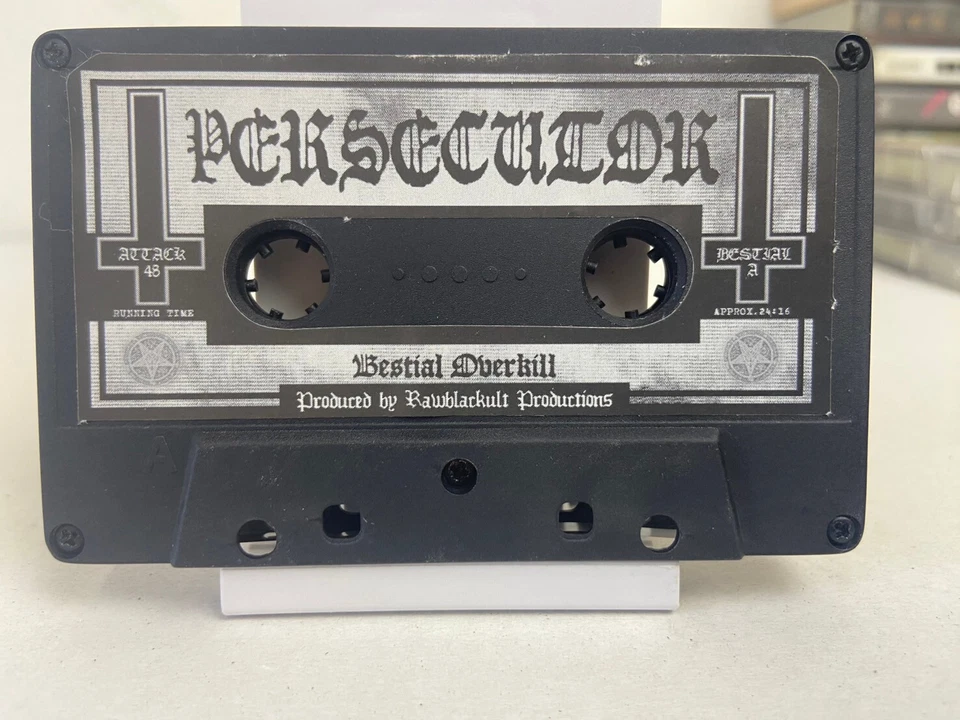 PERSECUTOR
ATTACK
48
BESTIAL
A
RUNNING TIME
APPROX.24:16
Bestial Overkill
Produced by Rawblackult Productions
A